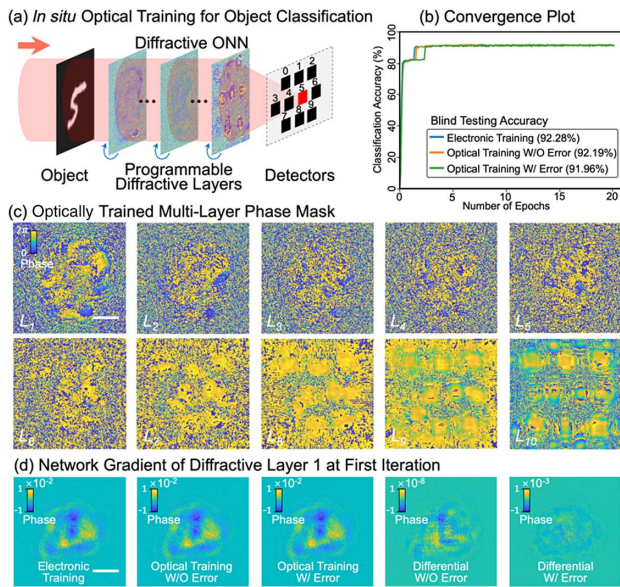 (a) In situ Optical Training for Object Classification
Diffractive ONN
0 1 2
3 4 5 6
7 8 9
Object
Programmable
Diffractive Layers
Detectors
(b) Convergence Plot
Classification Accuracy (%)
100
80
60
40
20
0
Blind Testing Accuracy
Electronic Training (92.28%)
Optical Training W/O Error (92.19%)
Optical Training W/ Error (91.96%)
0 5 10 15 20
Number of Epochs
(c) Optically Trained Multi-Layer Phase Mask
2π
0
Phase
L1 L2 L3 L4 L5
L6 L7 L8 L9 L10
(d) Network Gradient of Diffractive Layer 1 at First Iteration
×10-2 ×10-2 ×10-2 ×10-8 ×10-3
1 1 1 1 1
-1 -1 -1 -1 -1
Phase Phase Phase Phase Phase
Electronic Optical Training Optical Training Differential Differential
Training W/O Error W/ Error W/O Error W/ Error